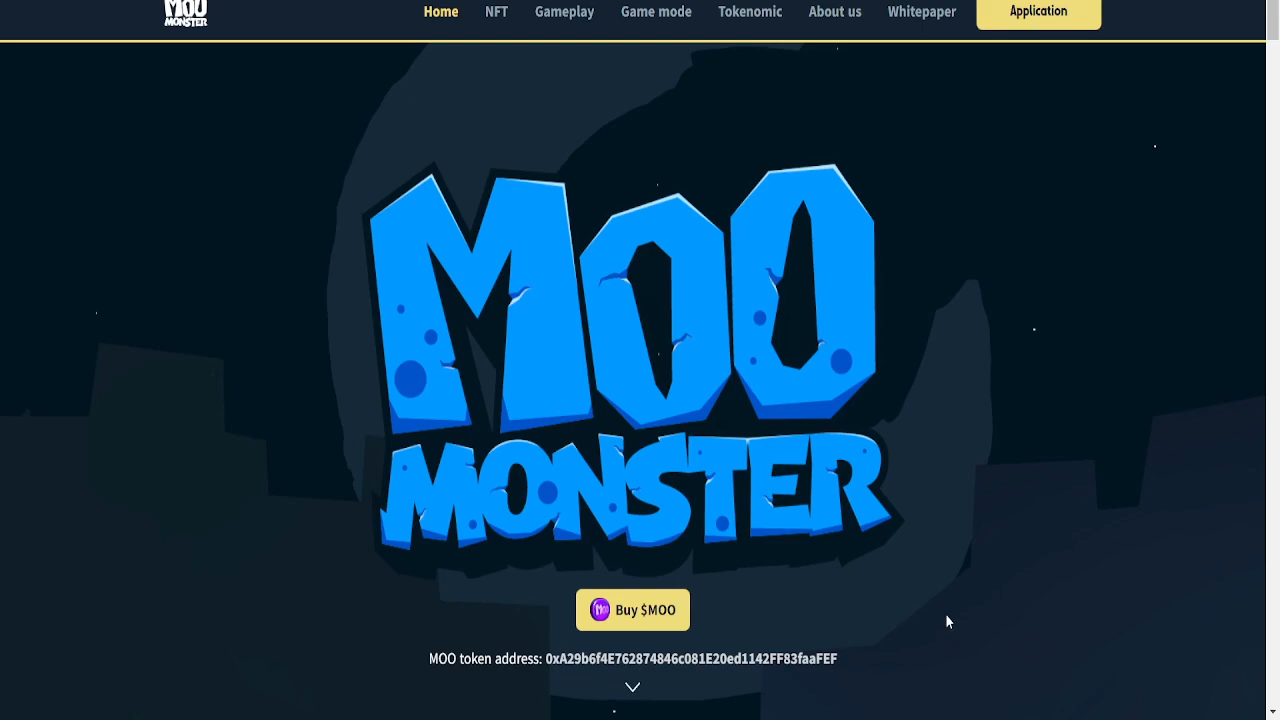 MOO
MONSTER
Home NFT Gameplay Game mode Tokenomic About us Whitepaper Application
MOO
MONSTER
Moo Buy $MOO
MOO token address: 0xA29b6f4E762874846c081E20ed1142FF83faaFEF